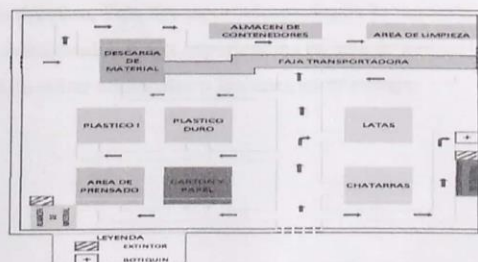 ALMACEN DE
CONTENEDORES
AREA DE LIMPIEZA
DESCARGA
DE
MATERIAL
FAJA TRANSPORTADORA
PLASTICO I
PLASTICO
DURO
LATAS
AREA DE
PRENSADO
CARTON Y
PAPEL
CHATARRAS
LEYENDA
EXTINTOR
BOTIQUIN